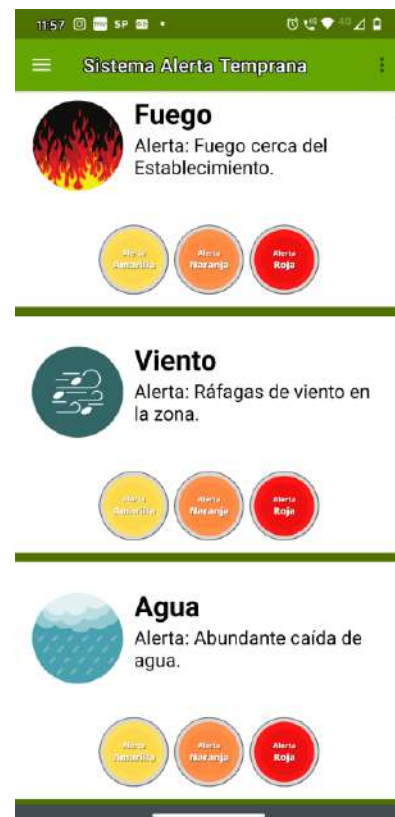 11:57 SP
4G
Sistema Alerta Temprana
Fuego
Alerta: Fuego cerca del
Establecimiento.
Alerta Alerta Alerta
Amarilla Naranja Roja
Viento
Alerta: Ráfagas de viento en
la zona.
Alerta Alerta Alerta
Amarilla Naranja Roja
Agua
Alerta: Abundante caída de
agua.
Alerta Alerta Alerta
Amarilla Naranja Roja